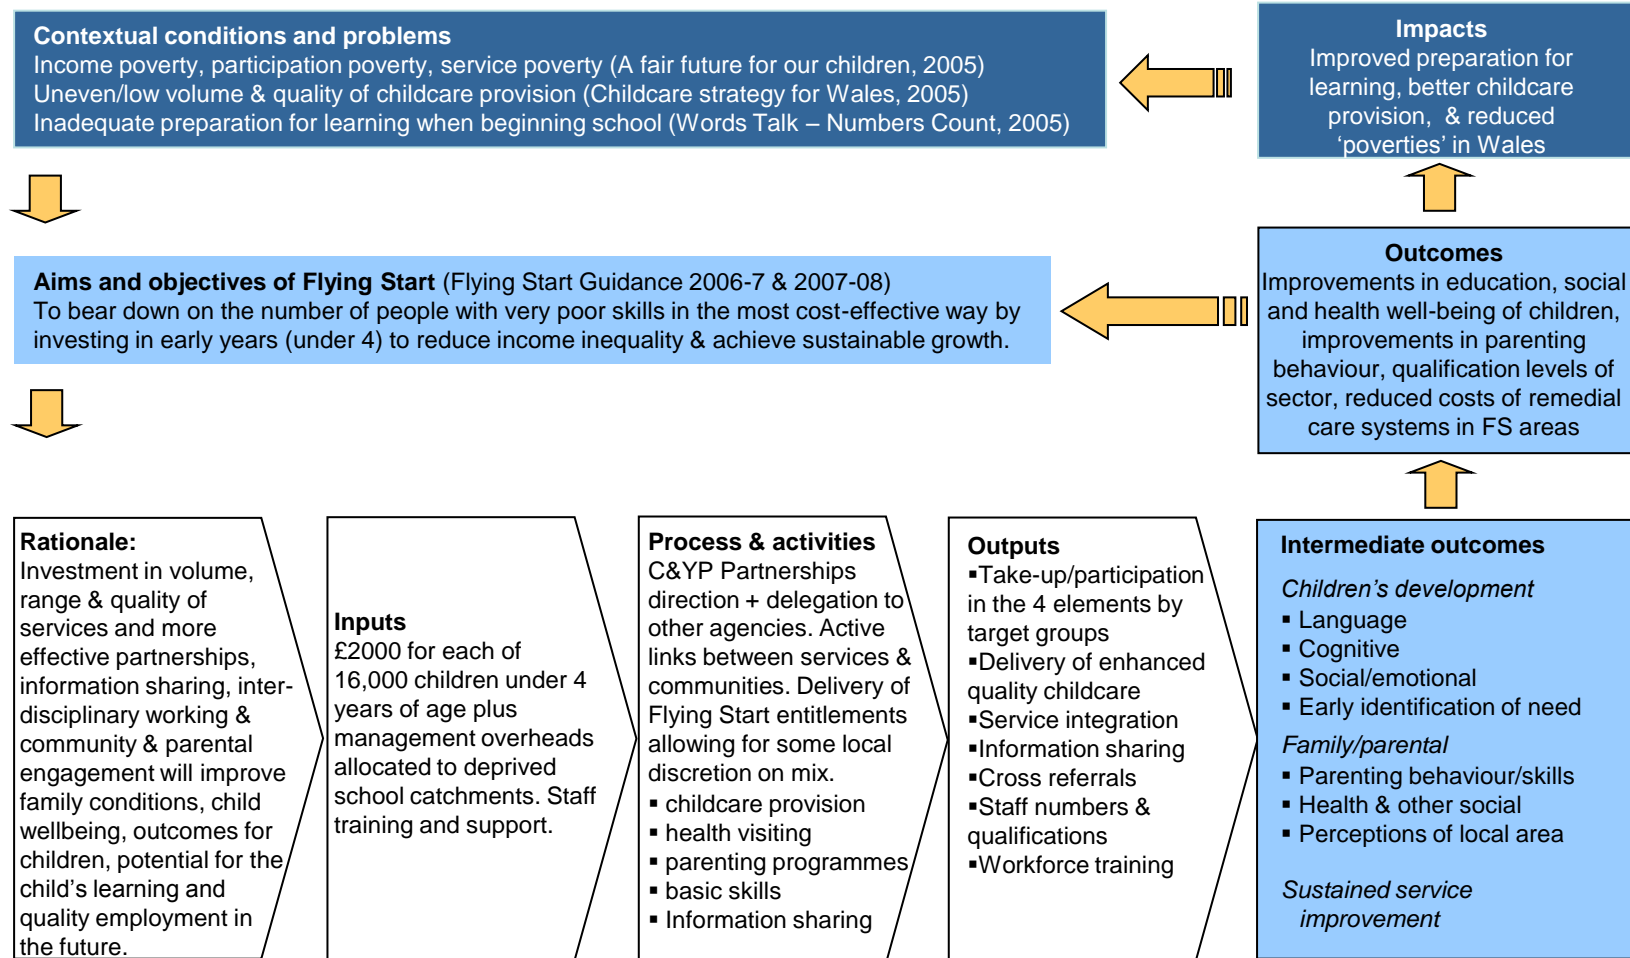 Contextual conditions and problems
Income poverty, participation poverty, service poverty (A fair future for our children, 2005)
Uneven/low volume & quality of childcare provision (Childcare strategy for Wales, 2005)
Inadequate preparation for learning when beginning school (Words Talk – Numbers Count, 2005)
Impacts
Improved preparation for
learning, better childcare
provision,  & reduced
‘poverties’ in Wales
Aims and objectives of Flying Start (Flying Start Guidance 2006-7 & 2007-08)
To bear down on the number of people with very poor skills in the most cost-effective way by
investing in early years (under 4) to reduce income inequality & achieve sustainable growth.
Outcomes
Improvements in education, social
and health well-being of children,
improvements in parenting
behaviour, qualification levels of
sector, reduced costs of remedial
care systems in FS areas
Rationale:
Investment in volume,
range & quality of
services and more
effective partnerships,
information sharing, inter-
disciplinary working &
community & parental
engagement will improve
family conditions, child
wellbeing, outcomes for
children, potential for the
child’s learning and
quality employment in
the future.
Inputs
£2000 for each of
16,000 children under 4
years of age plus
management overheads
allocated to deprived
school catchments. Staff
training and support.
Process & activities
C&YP Partnerships
direction + delegation to
other agencies. Active
links between services &
communities. Delivery of
Flying Start entitlements
allowing for some local
discretion on mix.
▪ childcare provision
▪ health visiting
▪ parenting programmes
▪ basic skills
▪ Information sharing
Outputs
▪Take-up/participation
in the 4 elements by
target groups
▪Delivery of enhanced
quality childcare
▪Service integration
▪Information sharing
▪Cross referrals
▪Staff numbers &
qualifications
▪Workforce training
Intermediate outcomes
Children’s development
▪ Language
▪ Cognitive
▪ Social/emotional
▪ Early identification of need
Family/parental
▪ Parenting behaviour/skills
▪ Health & other social
▪ Perceptions of local area
Sustained service
improvement